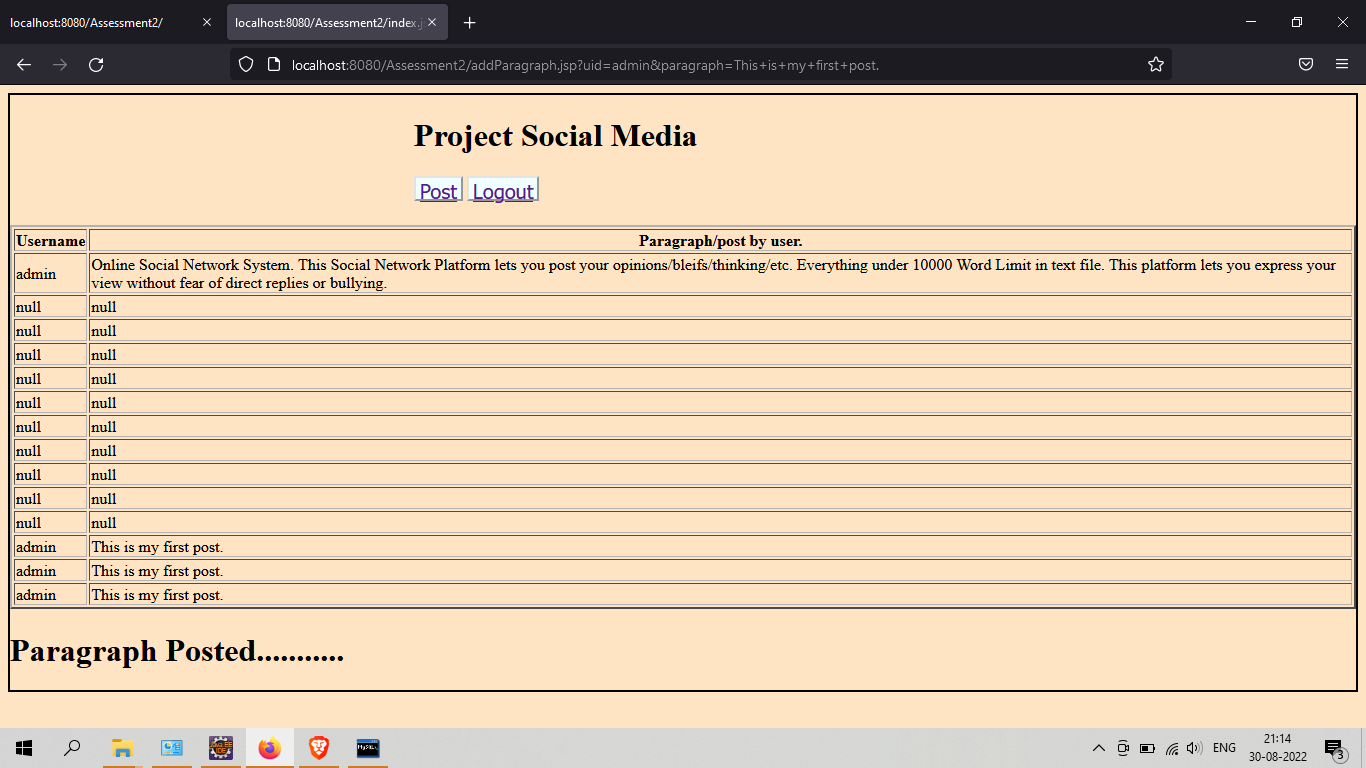 localhost:8080/Assessment2/
localhost:8080/Assessment2/index.js
localhost:8080/Assessment2/addParagraph.jsp?uid=admin&paragraph=This+is+my+first+post.
Project Social Media
Post Logout
Username Paragraph/post by user.
admin Online Social Network System. This Social Network Platform lets you post your opinions/bleifs/thinking/etc. Everything under 10000 Word Limit in text file. This platform lets you express your
view without fear of direct replies or bullying.
null null
null null
null null
null null
null null
null null
null null
null null
null null
null null
admin This is my first post.
admin This is my first post.
admin This is my first post.
Paragraph Posted...........
ENG
21:14
30-08-2022
3